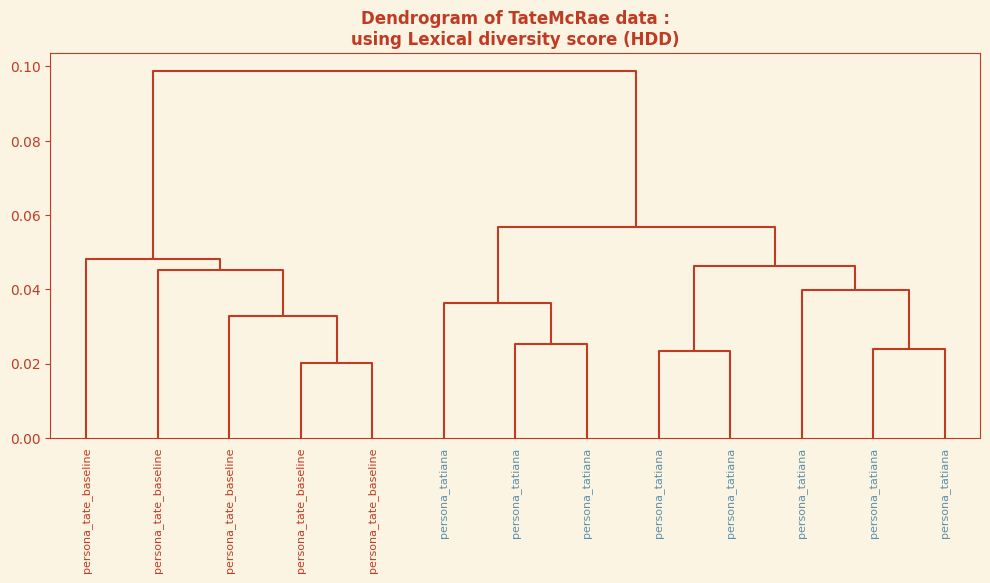 Dendrogram of TateMcRae data :
using Lexical diversity score (HDD)
0.10
0.08
0.06
0.04
0.02
0.00
persona_tate_baseline
persona_tate_baseline
persona_tate_baseline
persona_tate_baseline
persona_tate_baseline
persona_tatiana
persona_tatiana
persona_tatiana
persona_tatiana
persona_tatiana
persona_tatiana
persona_tatiana
persona_tatiana